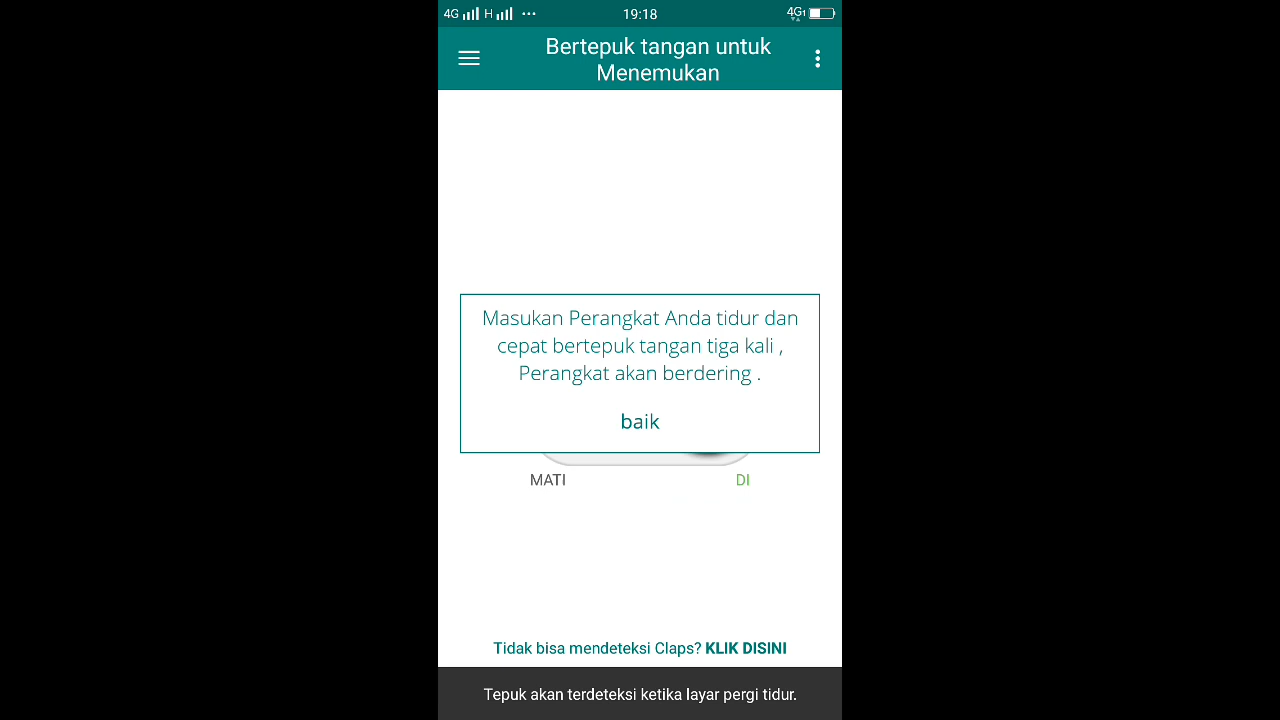 4G H ... 19:18 4G1
Bertepuk tangan untuk
Menemukan
Masukan Perangkat Anda tidur dan
cepat bertepuk tangan tiga kali ,
Perangkat akan berdering .
baik
MATI DI
Tidak bisa mendeteksi Claps? KLIK DISINI
Tepuk akan terdeteksi ketika layar pergi tidur.